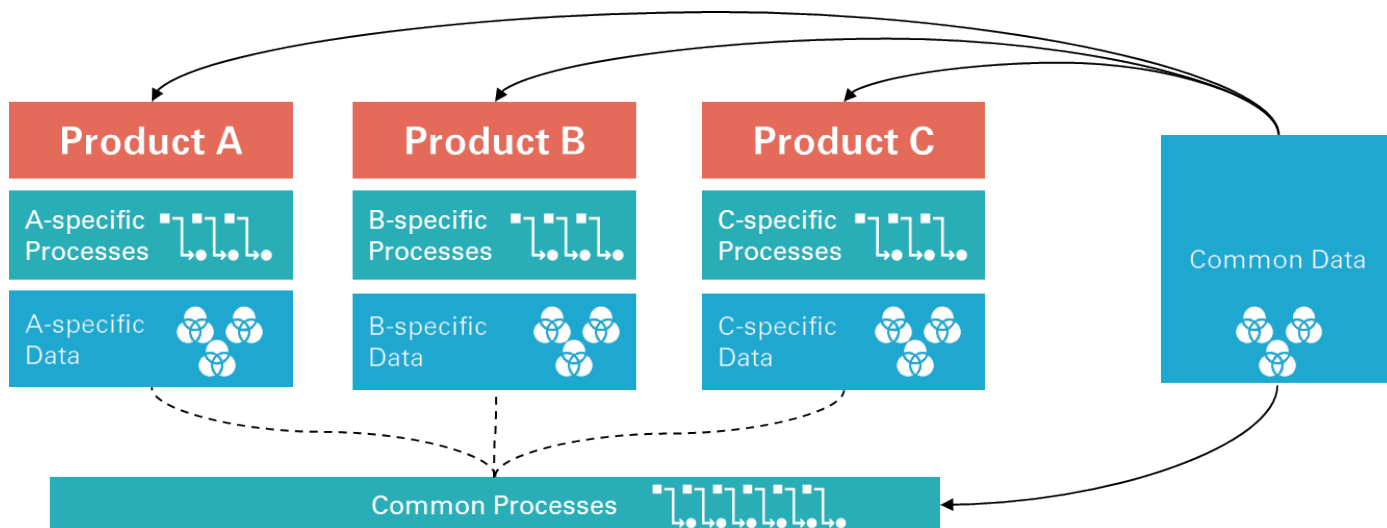 Product A
Product B
Product C
A-specific
Processes
B-specific
Processes
C-specific
Processes
A-specific
Data
B-specific
Data
C-specific
Data
Common Data
Common Processes